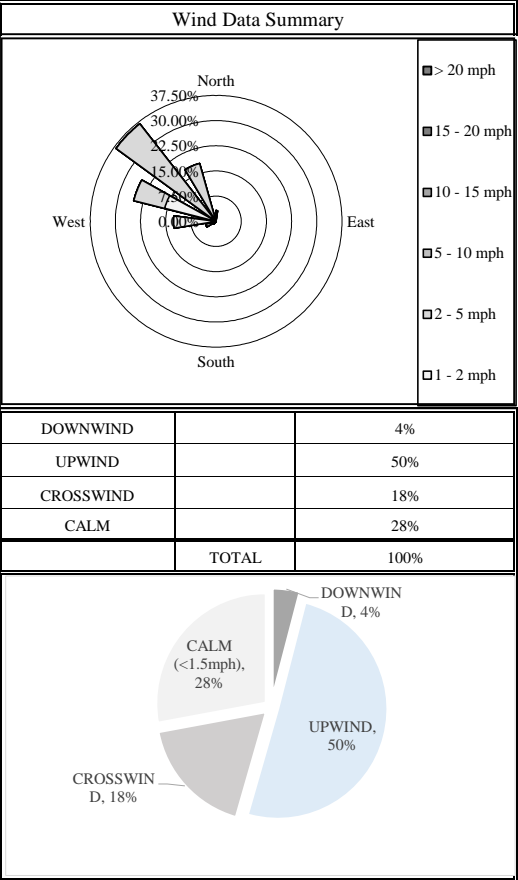 Wind Data Summary
North
37.50%
30.00%
22.50%
15.00%
7.50%
0.00%
West
East
South
> 20 mph
15 - 20 mph
10 - 15 mph
5 - 10 mph
2 - 5 mph
1 - 2 mph
DOWNWIND 4%
UPWIND 50%
CROSSWIND 18%
CALM 28%
TOTAL 100%
DOWNWIN
D, 4%
CALM
(<1.5mph),
28%
UPWIND,
50%
CROSSWIN
D, 18%